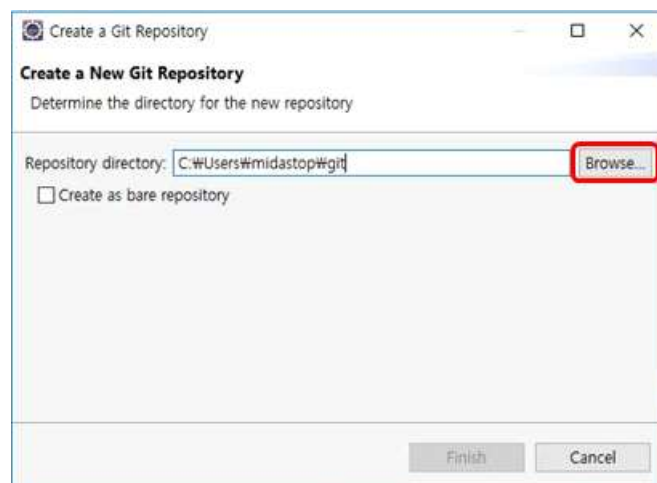 Create a Git Repository
Create a New Git Repository
Determine the directory for the new repository
Repository directory: C:₩Users₩midastop₩git Browse...
Create as bare repository
Finish Cancel